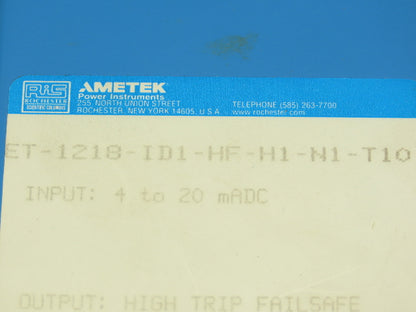 RIS
ROCHESTER
AMETEK
Power Instruments
255 NORTH UNION STREET
ROCHESTER, NEW YORK 14605, U.S.A.
TELEPHONE (585) 263-7700
www.rochester.com
ET-1218-ID1-HF-H1-N1-T10
INPUT: 4 to 20 mADC
OUTPUT: HIGH TRIP FAILSAFE